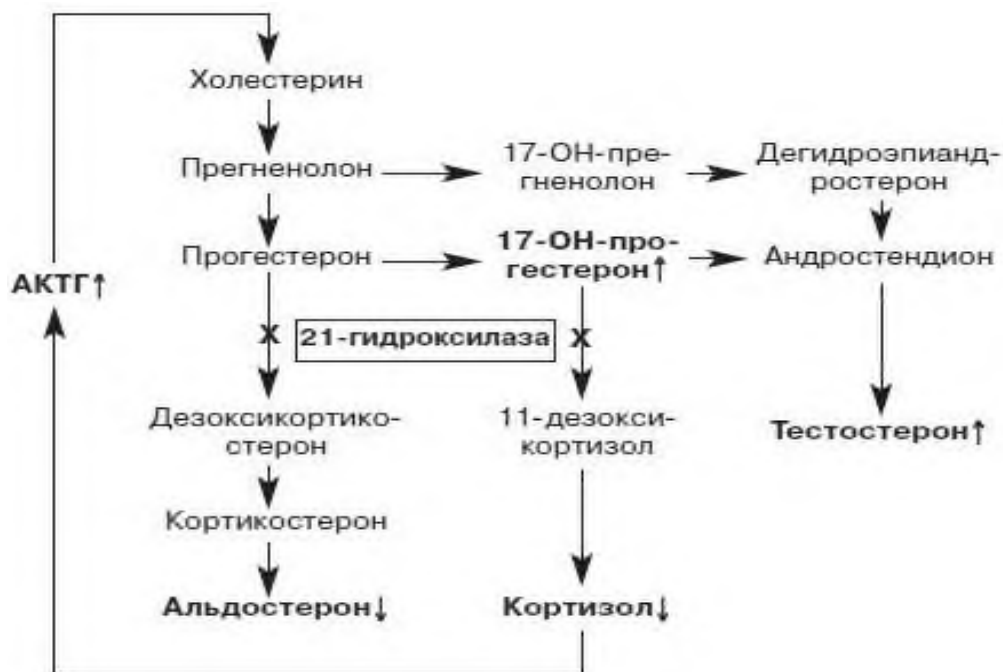 Холестерин
Прегненолон
17-ОН-пре-
гненолон
Дегидроэпианд-
ростерон
Прогестерон
17-ОН-про-
гестерон↑
Андростендион
АКТГ↑
X
21-гидроксилаза
X
Дезоксикортико-
стерон
11-дезокси-
кортизол
Тестостерон↑
Кортикостерон
Альдостерон↓
Кортизол↓